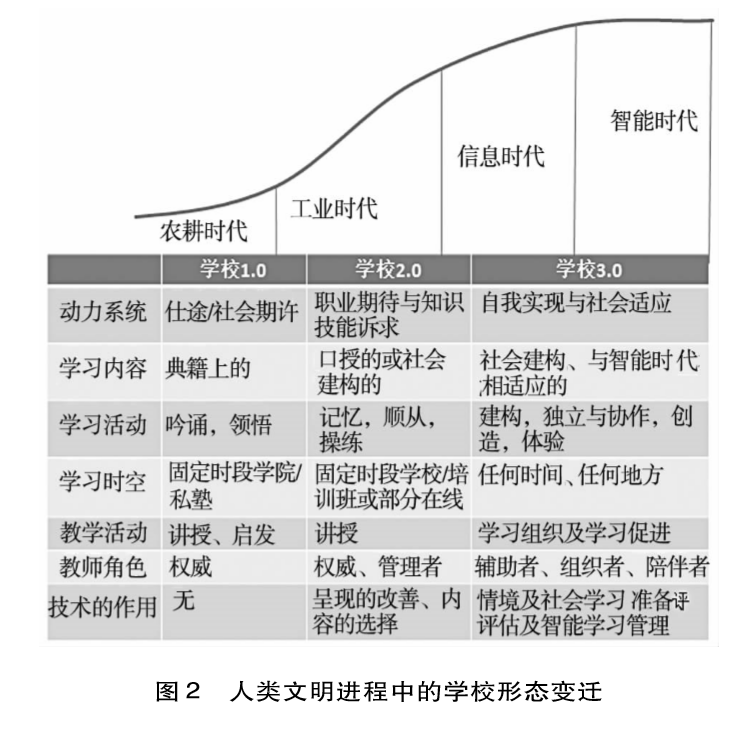 智能时代
信息时代
工业时代
农耕时代
学校1.0 学校2.0 学校3.0
动力系统 仕途/社会期许 职业期待与知识 自我实现与社会适应
技能诉求
学习内容 典籍上的 口授的或社会 社会建构、与智能时代
建构的 相适应的
学习活动 吟诵，领悟 记忆，顺从， 建构，独立与协作，创
操练 造，体验
学习时空 固定时段学院/ 固定时段学校/培 任何时间、任何地方
私塾 训班或部分在线
教学活动 讲授、启发 讲授 学习组织及学习促进
教师角色 权威 权威、管理者 辅助者、组织者、陪伴者
技术的作用 无 呈现的改善、内 情境及社会学习 准备评
容的选择 评估及智能学习管理
图2 人类文明进程中的学校形态变迁